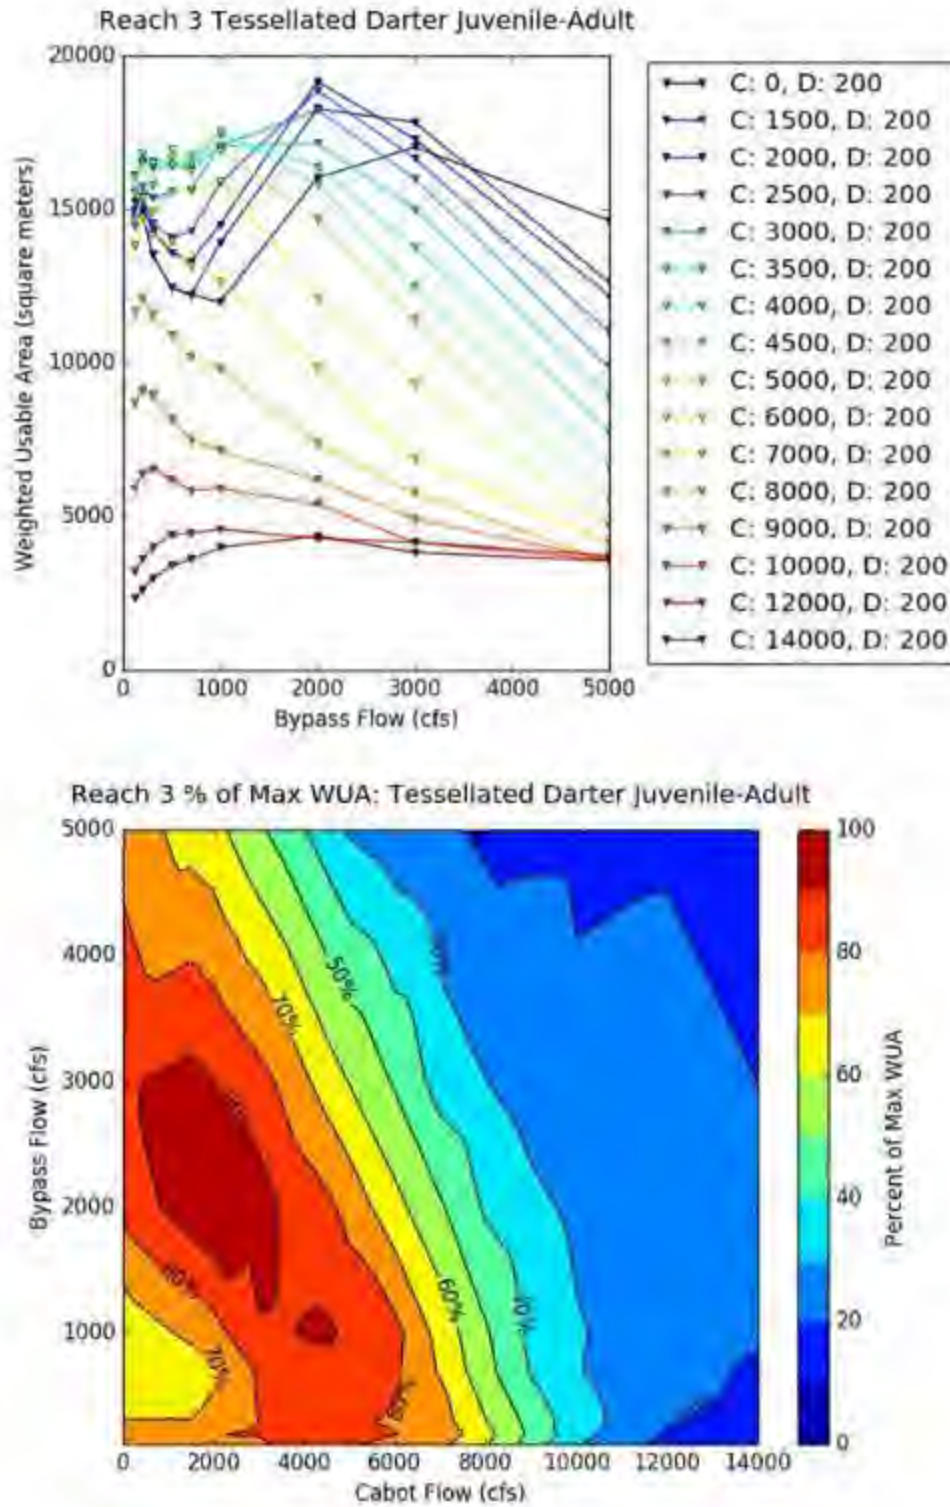 Reach 3 Tessellated Darter Juvenile-Adult
20000
15000
10000
5000
0
Weighted Usable Area (square meters)
0 1000 2000 3000 4000 5000
Bypass Flow (cfs)
C: 0, D: 200
C: 1500, D: 200
C: 2000, D: 200
C: 2500, D: 200
C: 3000, D: 200
C: 3500, D: 200
C: 4000, D: 200
C: 4500, D: 200
C: 5000, D: 200
C: 6000, D: 200
C: 7000, D: 200
C: 8000, D: 200
C: 9000, D: 200
C: 10000, D: 200
C: 12000, D: 200
C: 14000, D: 200
Reach 3 % of Max WUA: Tessellated Darter Juvenile-Adult
5000
4000
3000
2000
1000
Bypass Flow (cfs)
50%
70%
60%
70%
0 2000 4000 6000 8000 10000 12000 14000
Cabot Flow (cfs)
100
80
60
40
20
0
Percent of Max WUA